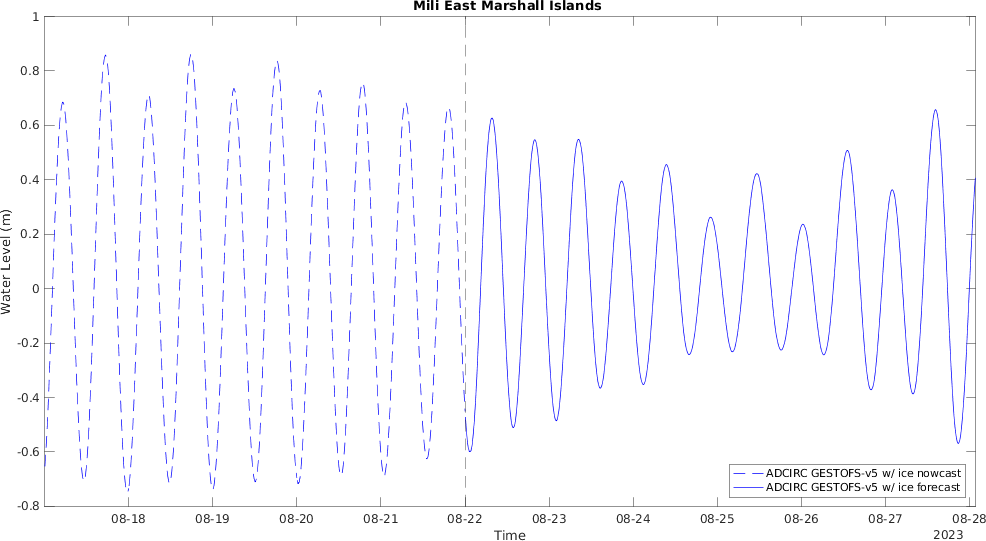 Mili East Marshall Islands
1
0.8
0.6
0.4
0.2
0
-0.2
-0.4
-0.6
-0.8
Water Level (m)
08-18 08-19 08-20 08-21 08-22 08-23 08-24 08-25 08-26 08-27 08-28
Time
2023
ADCIRC GESTOFS-v5 w/ ice nowcast
ADCIRC GESTOFS-v5 w/ ice forecast